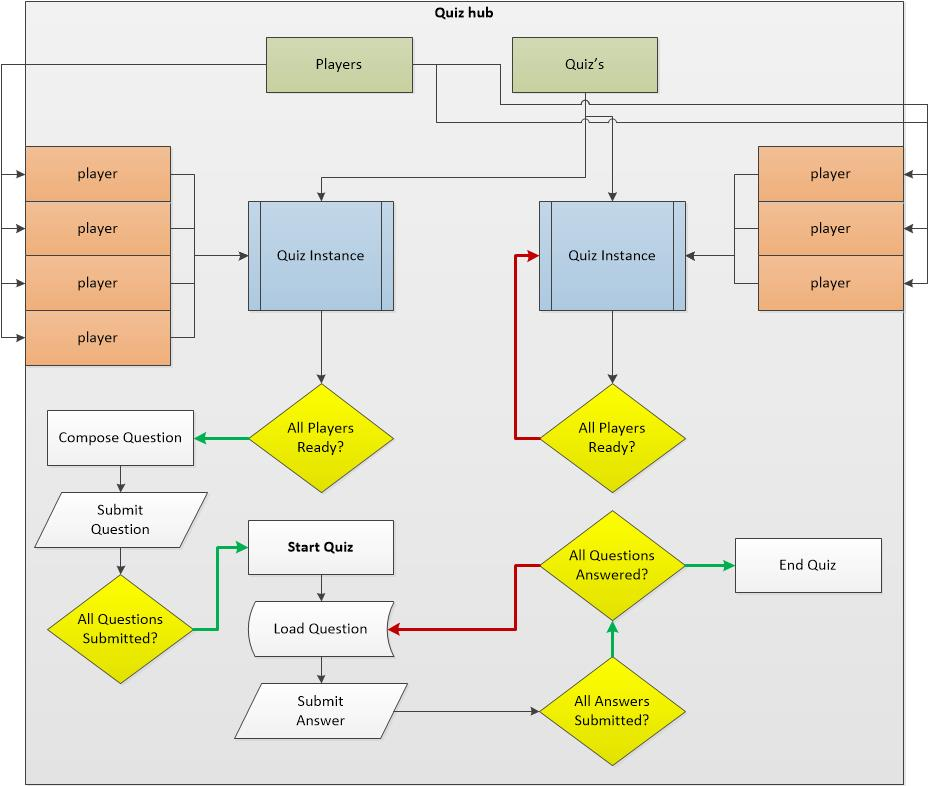 Quiz hub
Players
Quiz's
player
player
player
player
Quiz Instance
Quiz Instance
player
player
player
All Players
Ready?
All Players
Ready?
Compose Question
Submit
Question
All Questions
Submitted?
Start Quiz
Load Question
Submit
Answer
All Questions
Answered?
End Quiz
All Answers
Submitted?